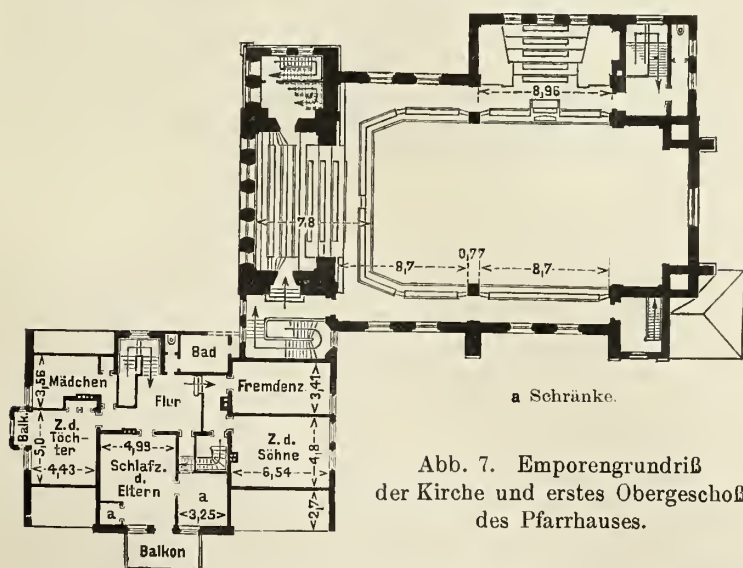 8,96
7,8
8,7
0,77
8,7
Bad
Mädchen
3,56
Flur
Fremdenz.
3,41
Balk.
Z. d.
Töch-
ter
5,0
4,43
4,99
Schlafz.
d.
Eltern
Z. d.
Söhne
6,54
4,8
a
a
3,25
2,7
Balkon
a Schränke.
Abb. 7. Emporengrundriß
der Kirche und erstes Obergeschoß
des Pfarrhauses.